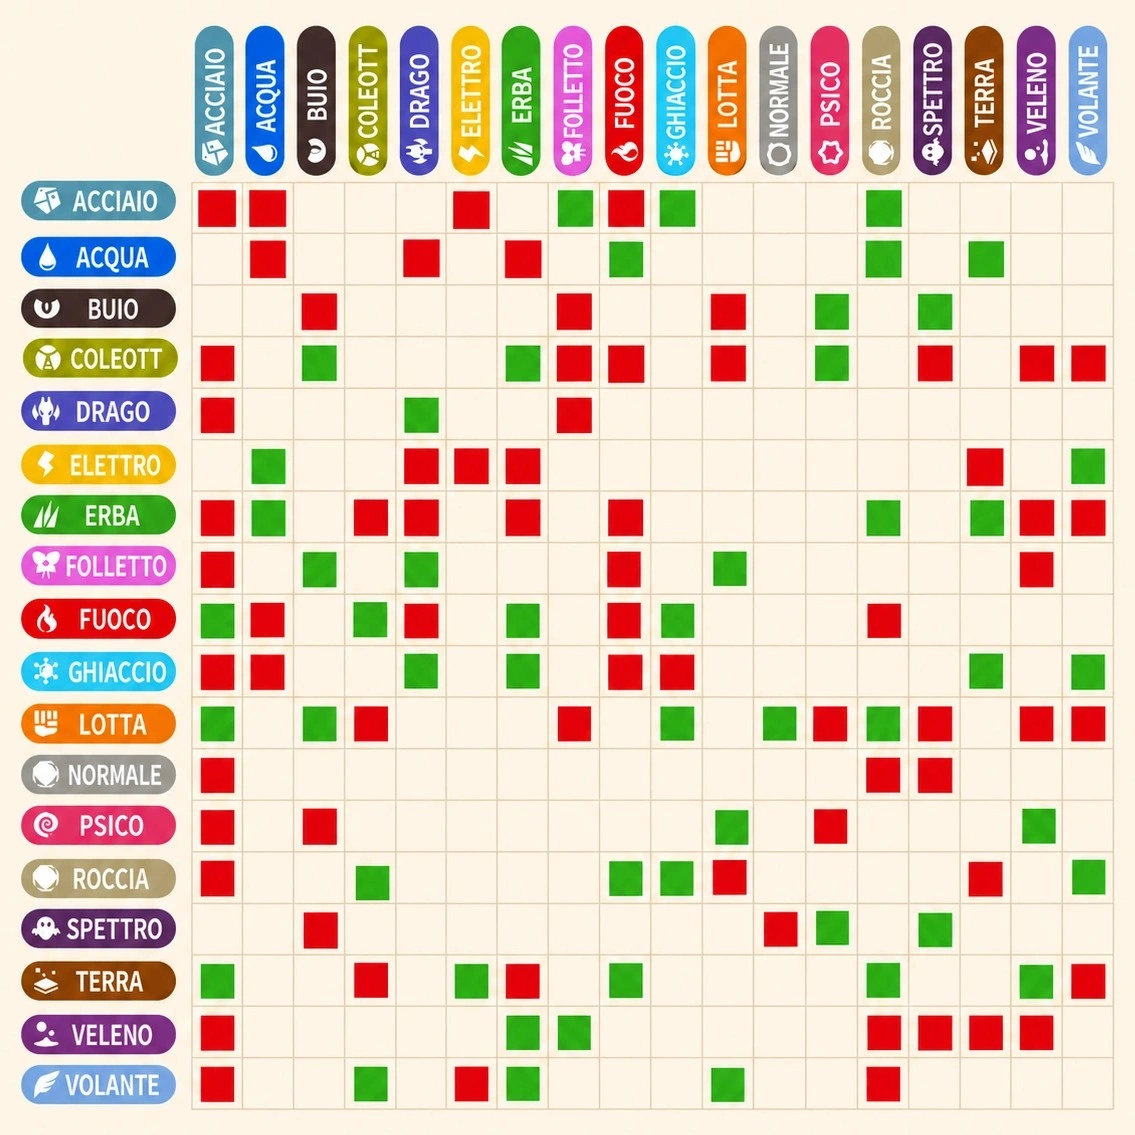 ACCIAIO
ACQUA
BUIO
COLEOTT
DRAGO
ELETTRO
ERBA
FOLLETTO
FUOCO
GHIACCIO
LOTTA
NORMALE
PSICO
ROCCIA
SPETTRO
TERRA
VELENO
VOLANTE
ACCIAIO
ACQUA
BUIO
COLEOTT
DRAGO
ELETTRO
ERBA
FOLLETTO
FUOCO
GHIACCIO
LOTTA
NORMALE
PSICO
ROCCIA
SPETTRO
TERRA
VELENO
VOLANTE